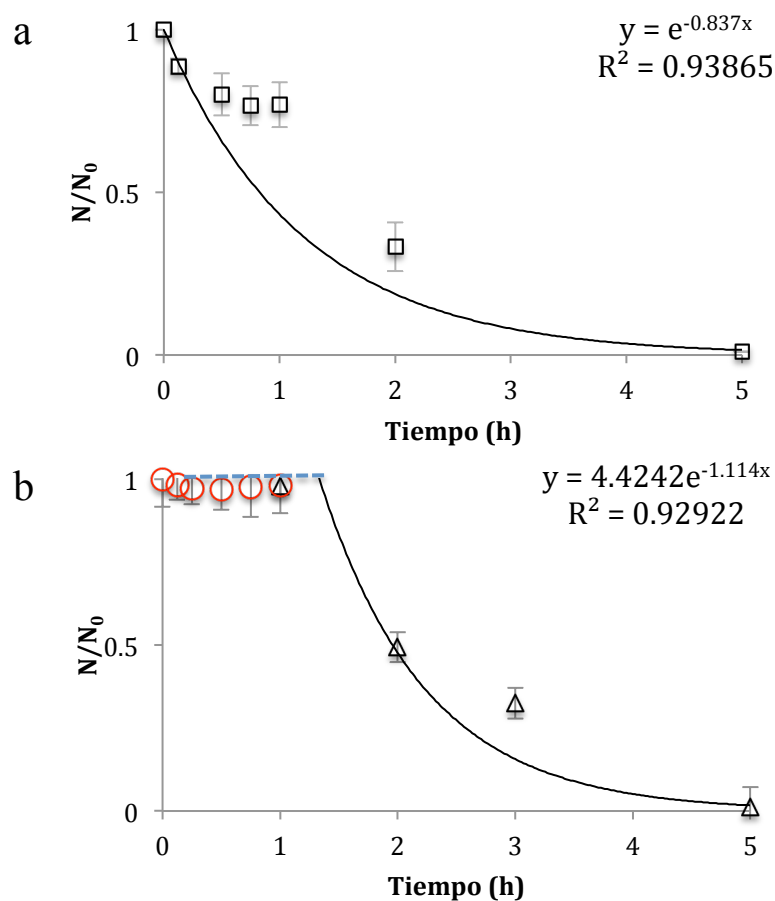 a
y = e^-0.837x
R² = 0.93865
1
0.5
0
N/N₀
0 1 2 3 4 5
Tiempo (h)
b
y = 4.4242e^-1.114x
R² = 0.92922
1
0.5
0
N/N₀
0 1 2 3 4 5
Tiempo (h)